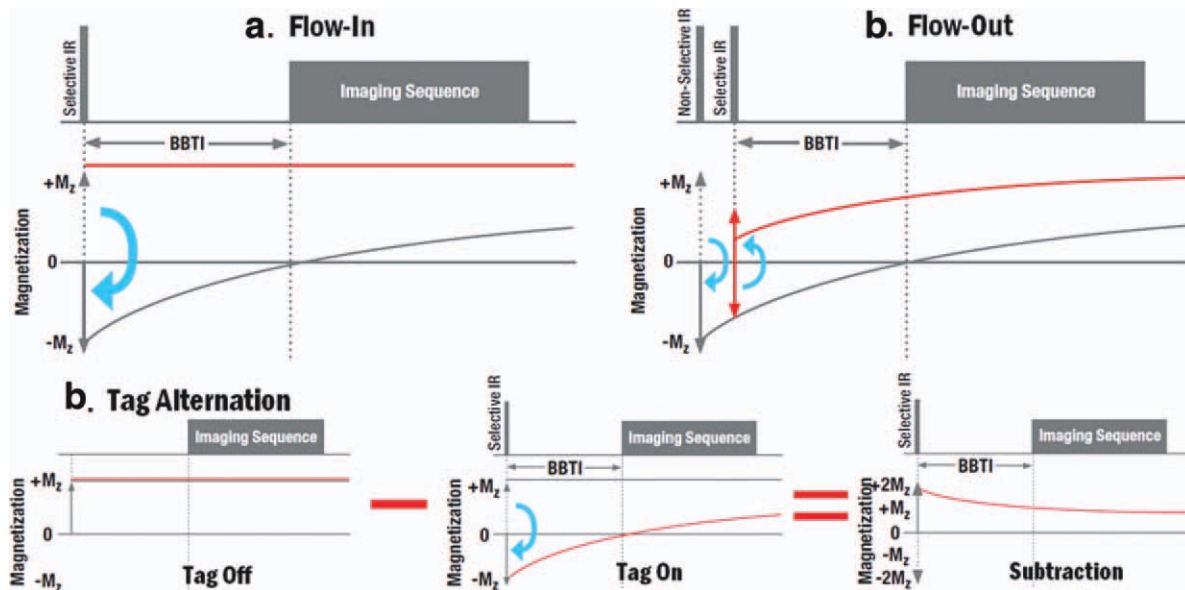 a. Flow-In
Selective IR
Imaging Sequence
BBTI
+Mz
0
-Mz
Magnetization
b. Flow-Out
Non-Selective IR
Selective IR
Imaging Sequence
BBTI
+Mz
0
-Mz
Magnetization
b. Tag Alternation
Imaging Sequence
+Mz
0
-Mz
Magnetization
Tag Off
Selective IR
Imaging Sequence
BBTI
+Mz
0
-Mz
Magnetization
Tag On
Selective IR
Imaging Sequence
BBTI
+2Mz
+Mz
0
-Mz
-2Mz
Magnetization
Subtraction